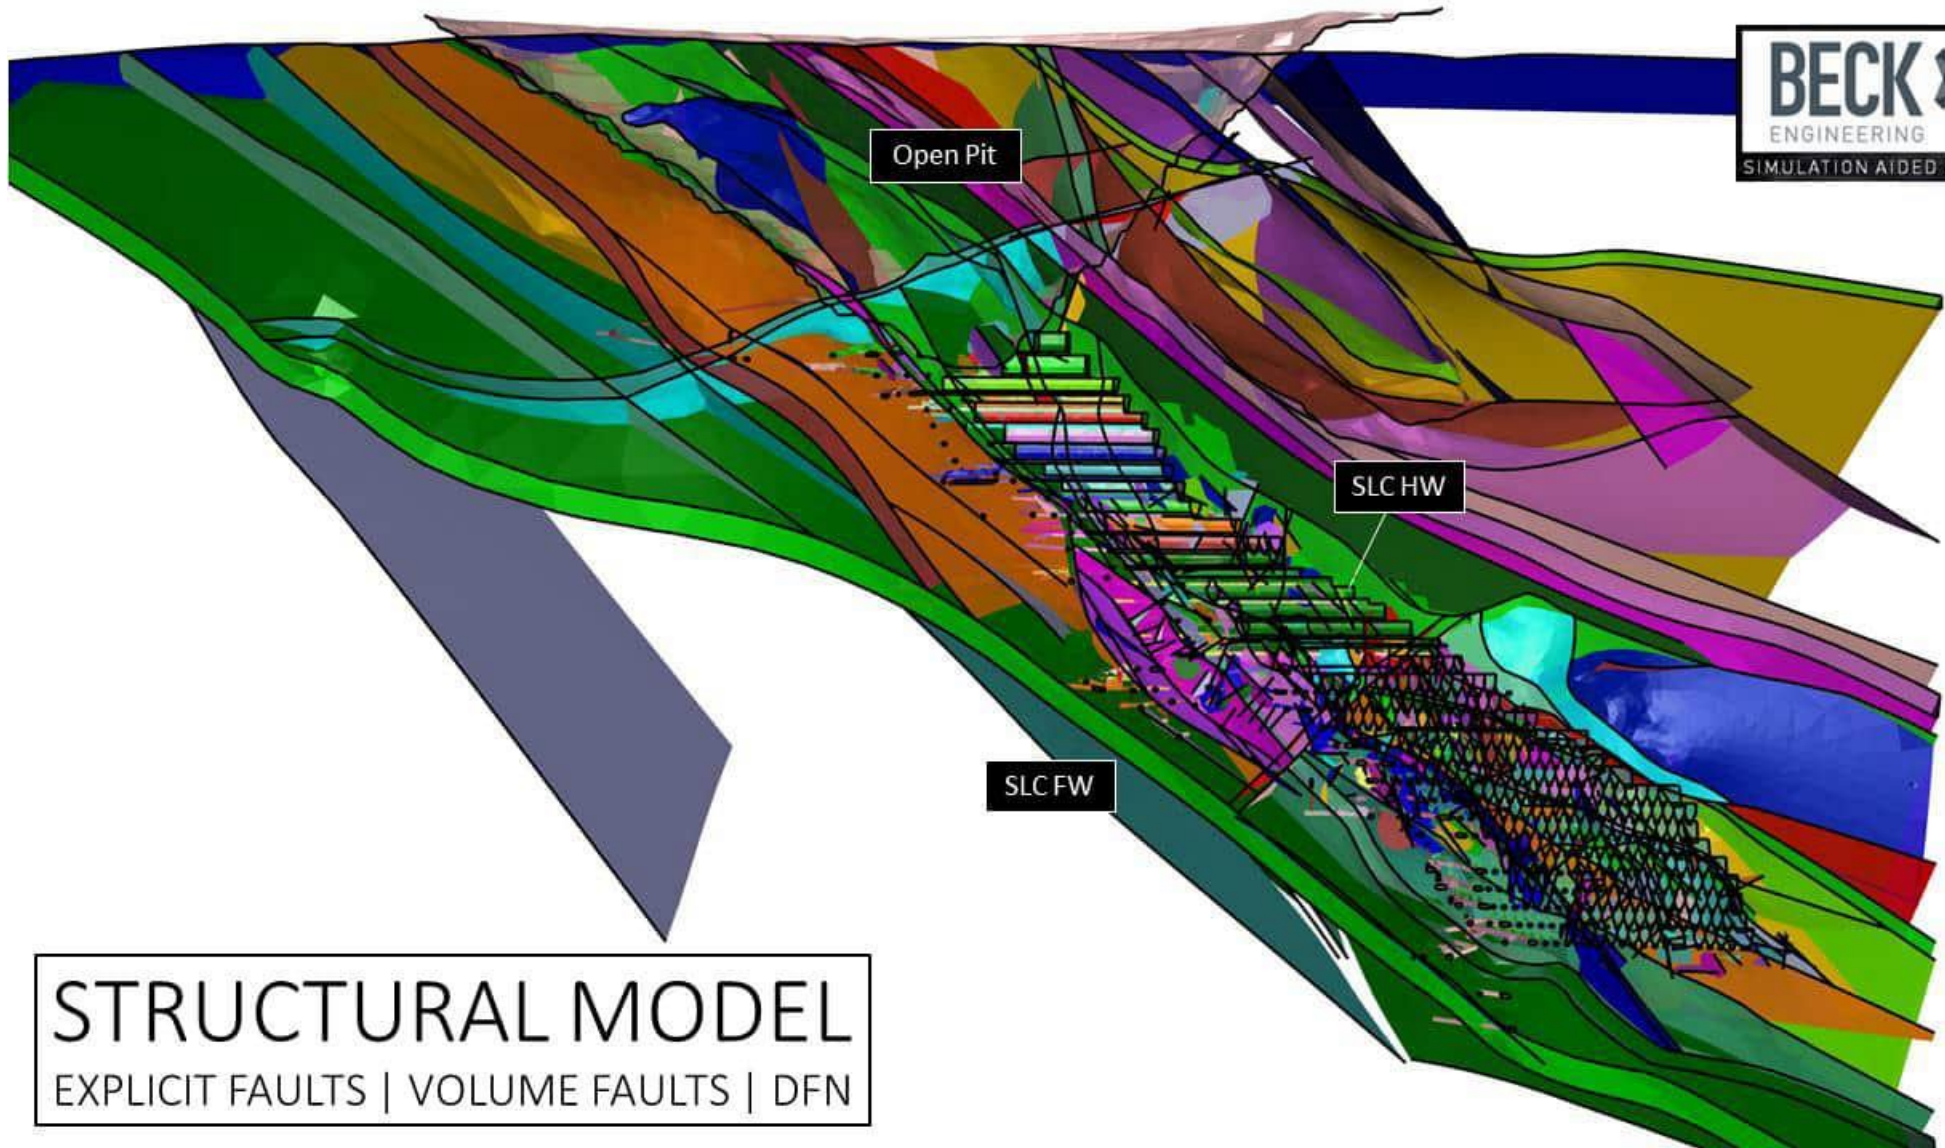 BECK
ENGINEERING
SIMULATION AIDED
Open Pit
SLC HW
SLC FW
STRUCTURAL MODEL
EXPLICIT FAULTS | VOLUME FAULTS | DFN